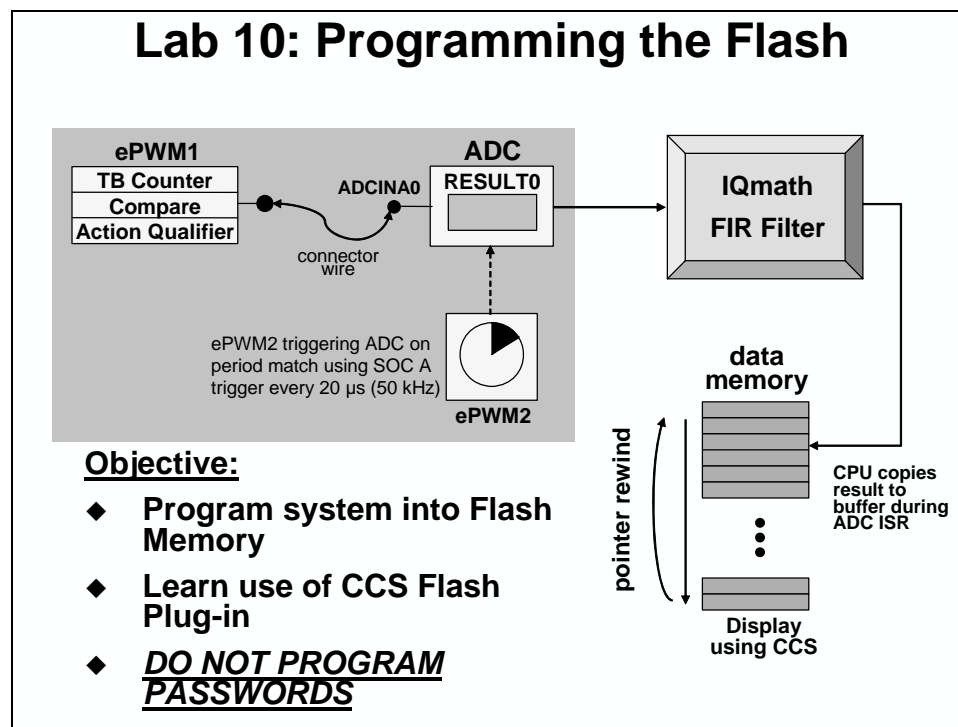 Lab 10: Programming the Flash
ePWM1
TB Counter
Compare
Action Qualifier
connector
wire
ADCINA0
ADC
RESULT0
ePWM2 triggering ADC on
period match using SOC A
trigger every 20 µs (50 kHz)
ePWM2
IQmath
FIR Filter
data
memory
pointer rewind
CPU copies
result to
buffer during
ADC ISR
Display
using CCS
Objective:
◆ Program system into Flash
Memory
◆ Learn use of CCS Flash
Plug-in
◆ DO NOT PROGRAM
PASSWORDS